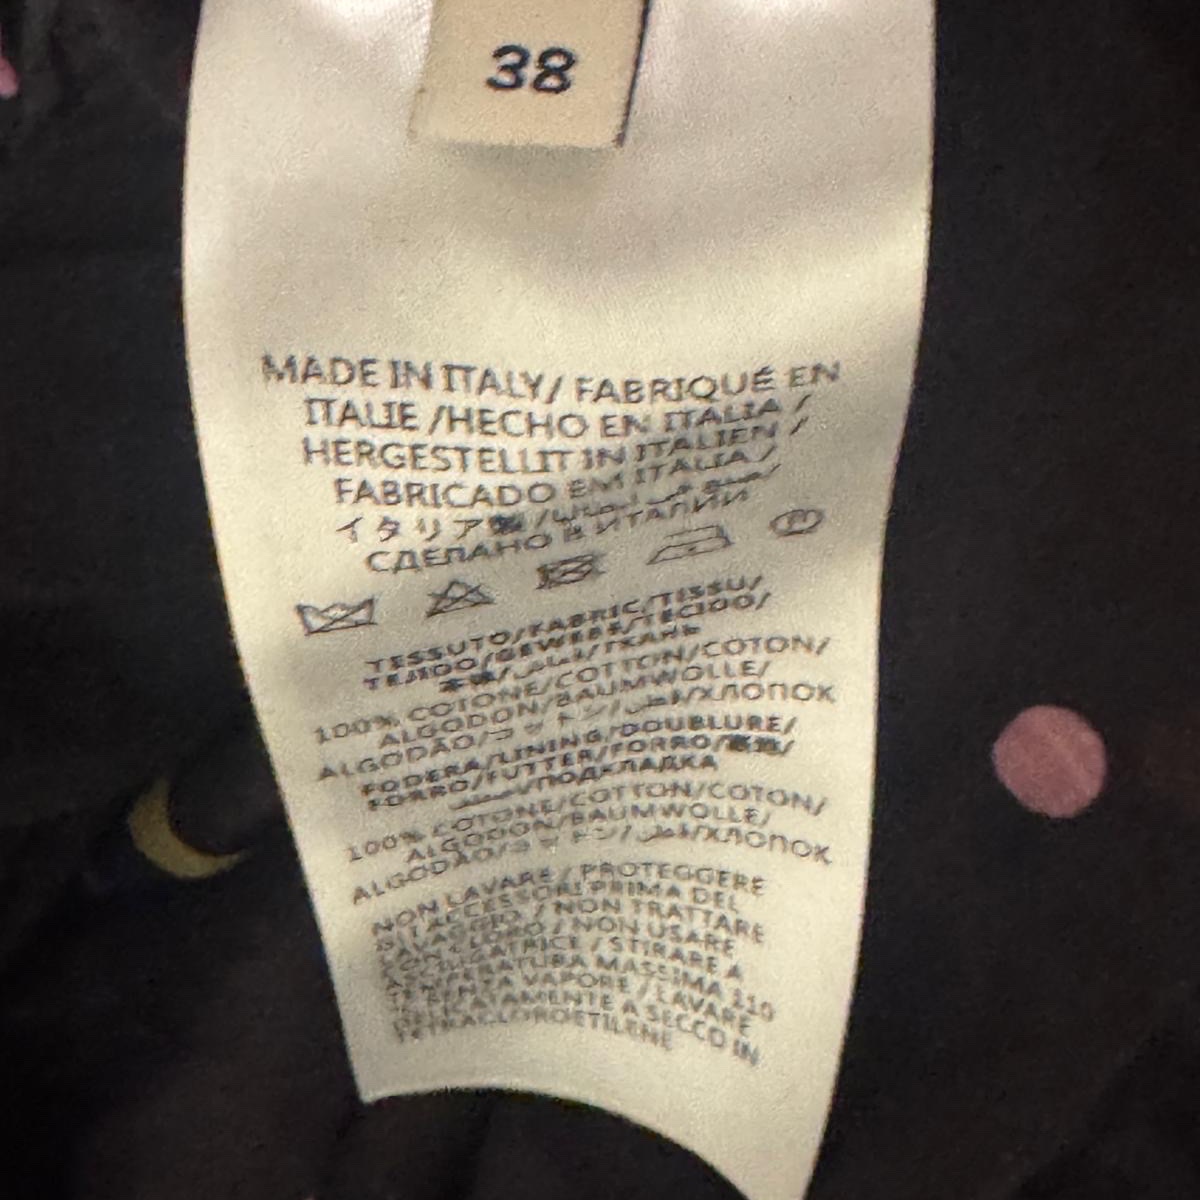 38
MADE IN ITALY/ FABRIQUÉ EN
ITALIE /HECHO EN ITALIA /
HERGESTELLT IN ITALIEN /
FABRICADO EM ITALIA /
イタリア製 /
СДЕЛАНО В ИТАЛИИ
P
TESSUTO/FABRIC/TISSU/
TEJIDO/GEWEBE/TECIDO/
/ТКАНЬ
100% COTONE/COTTON/COTON/
ALGODON/BAUMWOLLE/
ALGODÃO/コットン/قطن/ХЛОПОК
FODERA/LINING/DOUBLURE/
FORRO/FUTTER/FORRO/
/ПОДКЛАДКА
100% COTONE/COTTON/COTON/
ALGODON/BAUMWOLLE/
ALGODÃO/コットン/قطن/ХЛОПОК
NON LAVARE / PROTEGGERE
ACCESSORI PRIMA DEL
LAVAGGIO / NON TRATTARE
CON CLORO / NON USARE
ASCIUGATRICE / STIRARE A
TEMPERATURA MASSIMA 110
SENZA VAPORE / LAVARE
DELICATAMENTE A SECCO IN
TETRACLOROETILENE